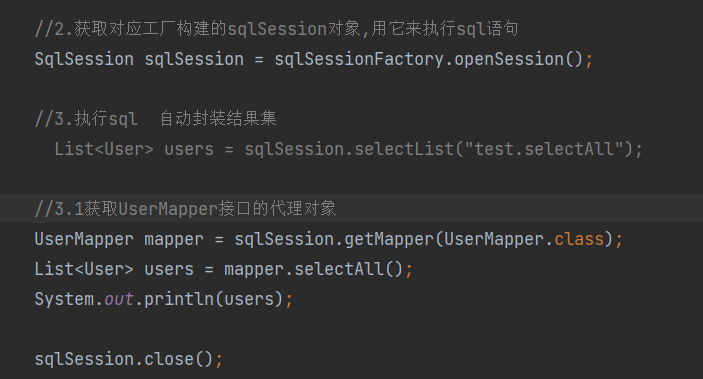 //2.获取对应工厂构建的sqlSession对象,用它来执行sql语句
SqlSession sqlSession = sqlSessionFactory.openSession();
//3.执行sql  自动封装结果集
List<User> users = sqlSession.selectList("test.selectAll");
//3.1获取UserMapper接口的代理对象
UserMapper mapper = sqlSession.getMapper(UserMapper.class);
List<User> users = mapper.selectAll();
System.out.println(users);
sqlSession.close();